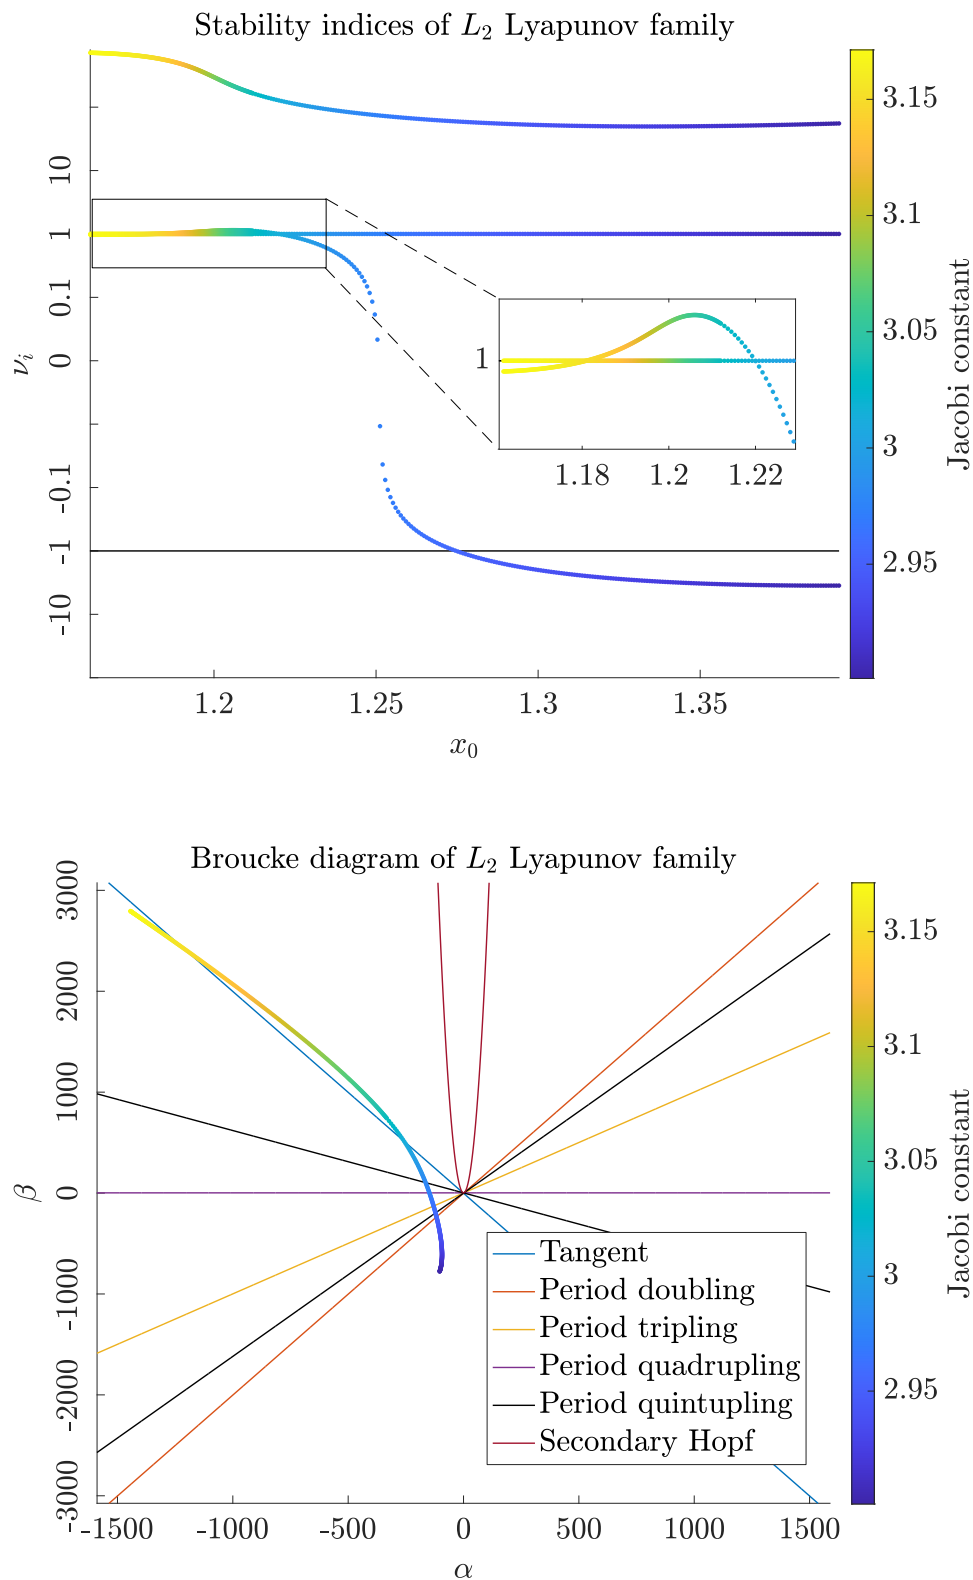 Stability indices of L₂ Lyapunov family
10
1
0.1
0
-0.1
-1
-10
νᵢ
1
1.18 1.2 1.22
1.2 1.25 1.3 1.35
x₀
3.15
3.1
3.05
3
2.95
Jacobi constant
Broucke diagram of L₂ Lyapunov family
3000
2000
1000
0
-1000
-2000
-3000
β
Tangent
Period doubling
Period tripling
Period quadrupling
Period quintupling
Secondary Hopf
-1500 -1000 -500 0 500 1000 1500
α
3.15
3.1
3.05
3
2.95
Jacobi constant